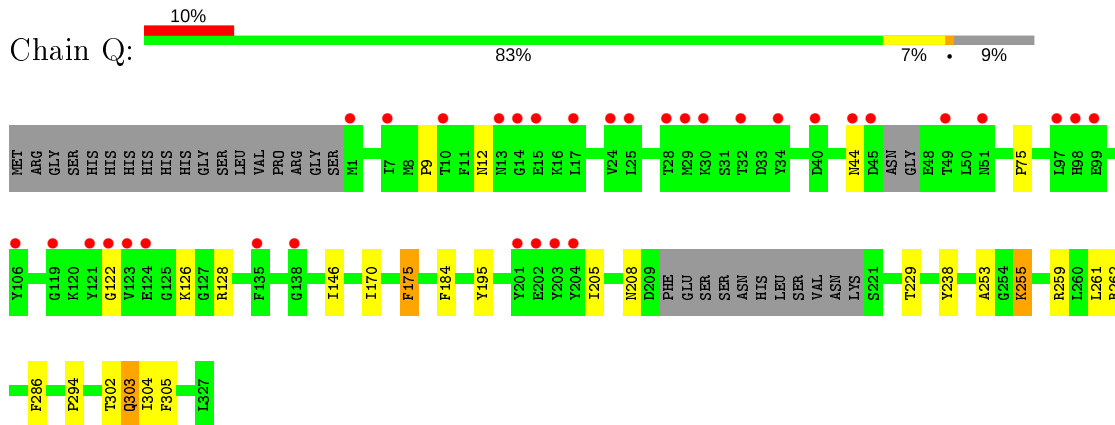 10%
Chain Q:
83% 7% • 9%
MET ARG GLY SER HIS HIS HIS HIS HIS HIS GLY SER LEU VAL PRO ARG GLY SER M1 I7 M8 P9 T10 F11 N12 N13 G14 E15 K16 L17 V24 L25 T28 M29 K30 S31 T32 D33 Y34 D40 N44 D45 ASN GLY E48 T49 L50 N51 P75 L97 H98 E99
Y106 G119 K120 Y121 G122 V123 E124 G125 K126 G127 R128 F135 G138 I146 I170 F175 F184 Y195 Y201 E202 Y203 Y204 I205 N208 D209 PHE GLU SER SER ASN HIS LEU SER VAL ASN LYS S221 T229 Y238 A253 G254 K255 R259 L260 L261 R262
F286 P294 T302 Q303 I304 F305 L327